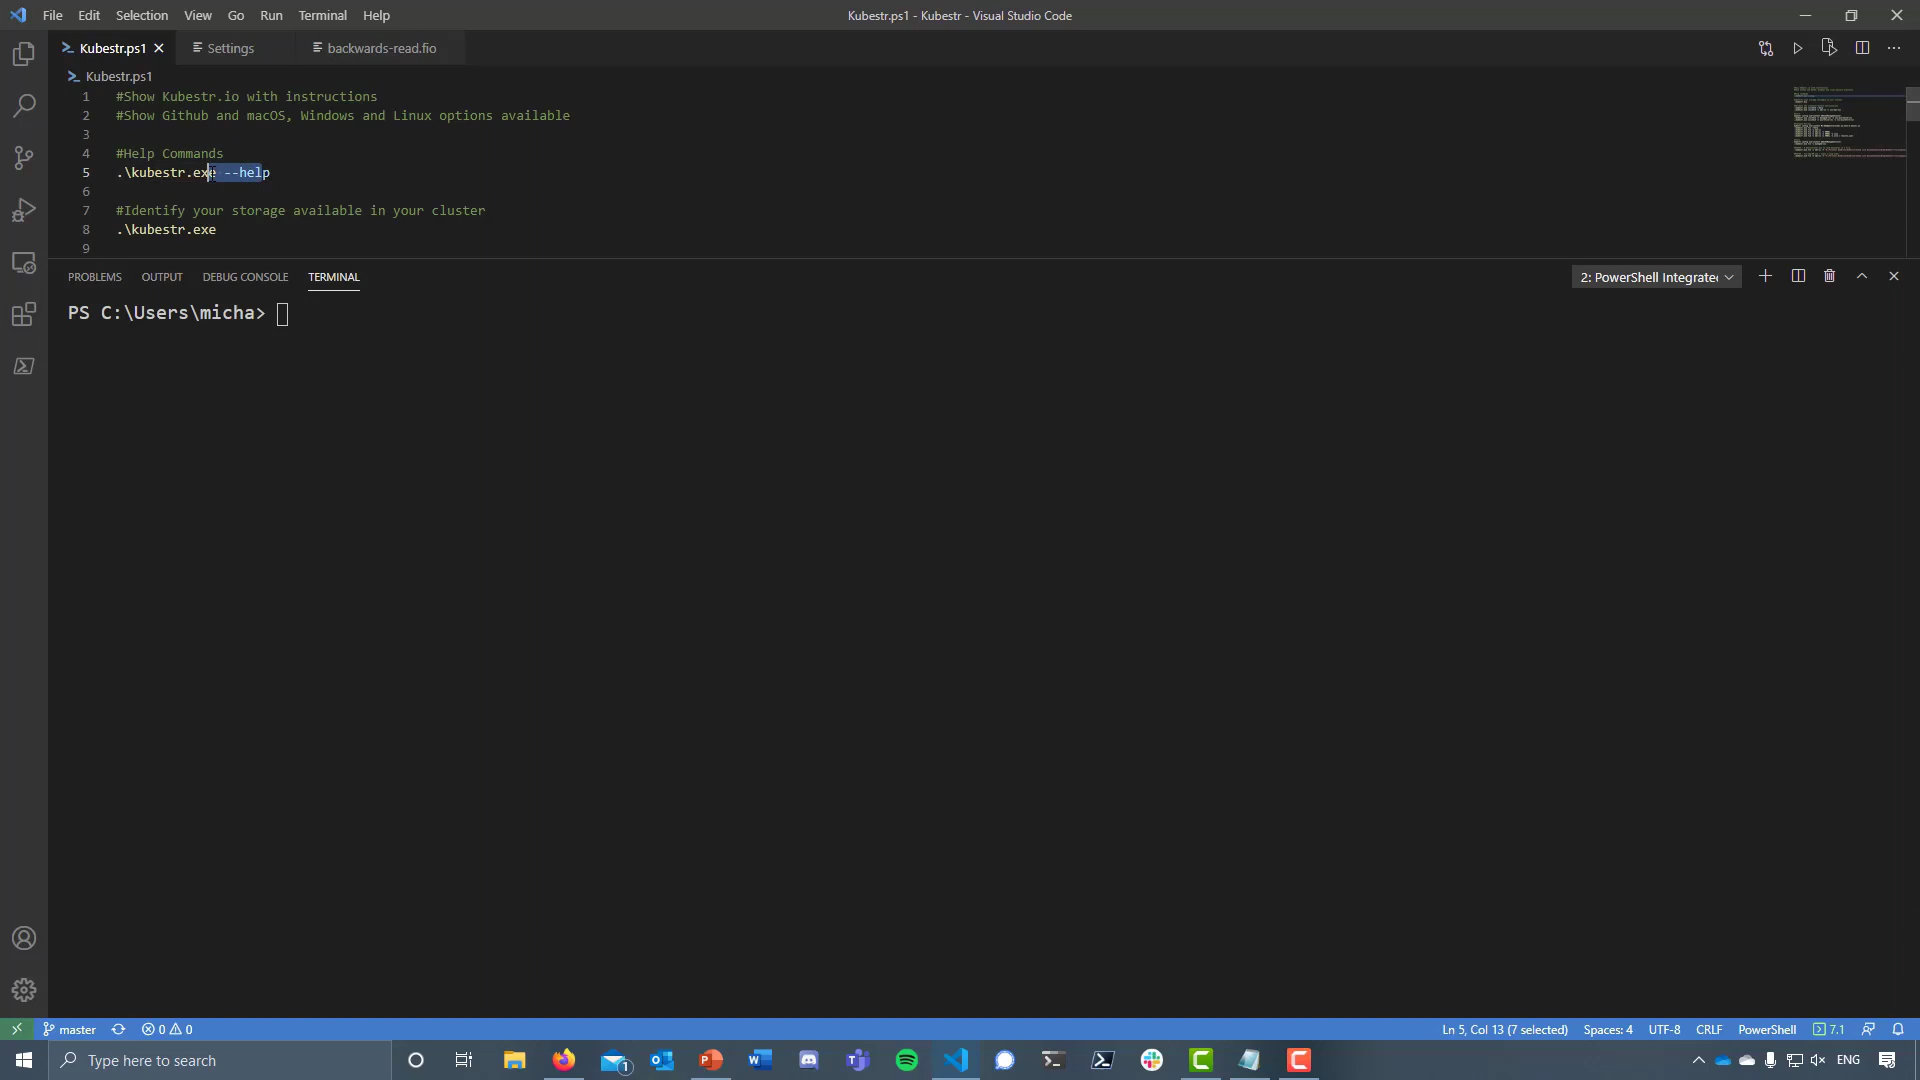 File Edit Selection View Go Run Terminal Help
Kubestr.ps1 - Kubestr - Visual Studio Code
Kubestr.ps1
Settings
backwards-read.fio
Kubestr.ps1
1 #Show Kubestr.io with instructions
2 #Show Github and macOS, Windows and Linux options available
3
4 #Help Commands
5 .\kubestr.exe --help
6
7 #Identify your storage available in your cluster
8 .\kubestr.exe
9
PROBLEMS OUTPUT DEBUG CONSOLE TERMINAL
2: PowerShell Integrated
PS C:\Users\micha>
master 0 0
Ln 5, Col 13 (7 selected) Spaces: 4 UTF-8 CRLF PowerShell 7.1
Type here to search
1
ENG